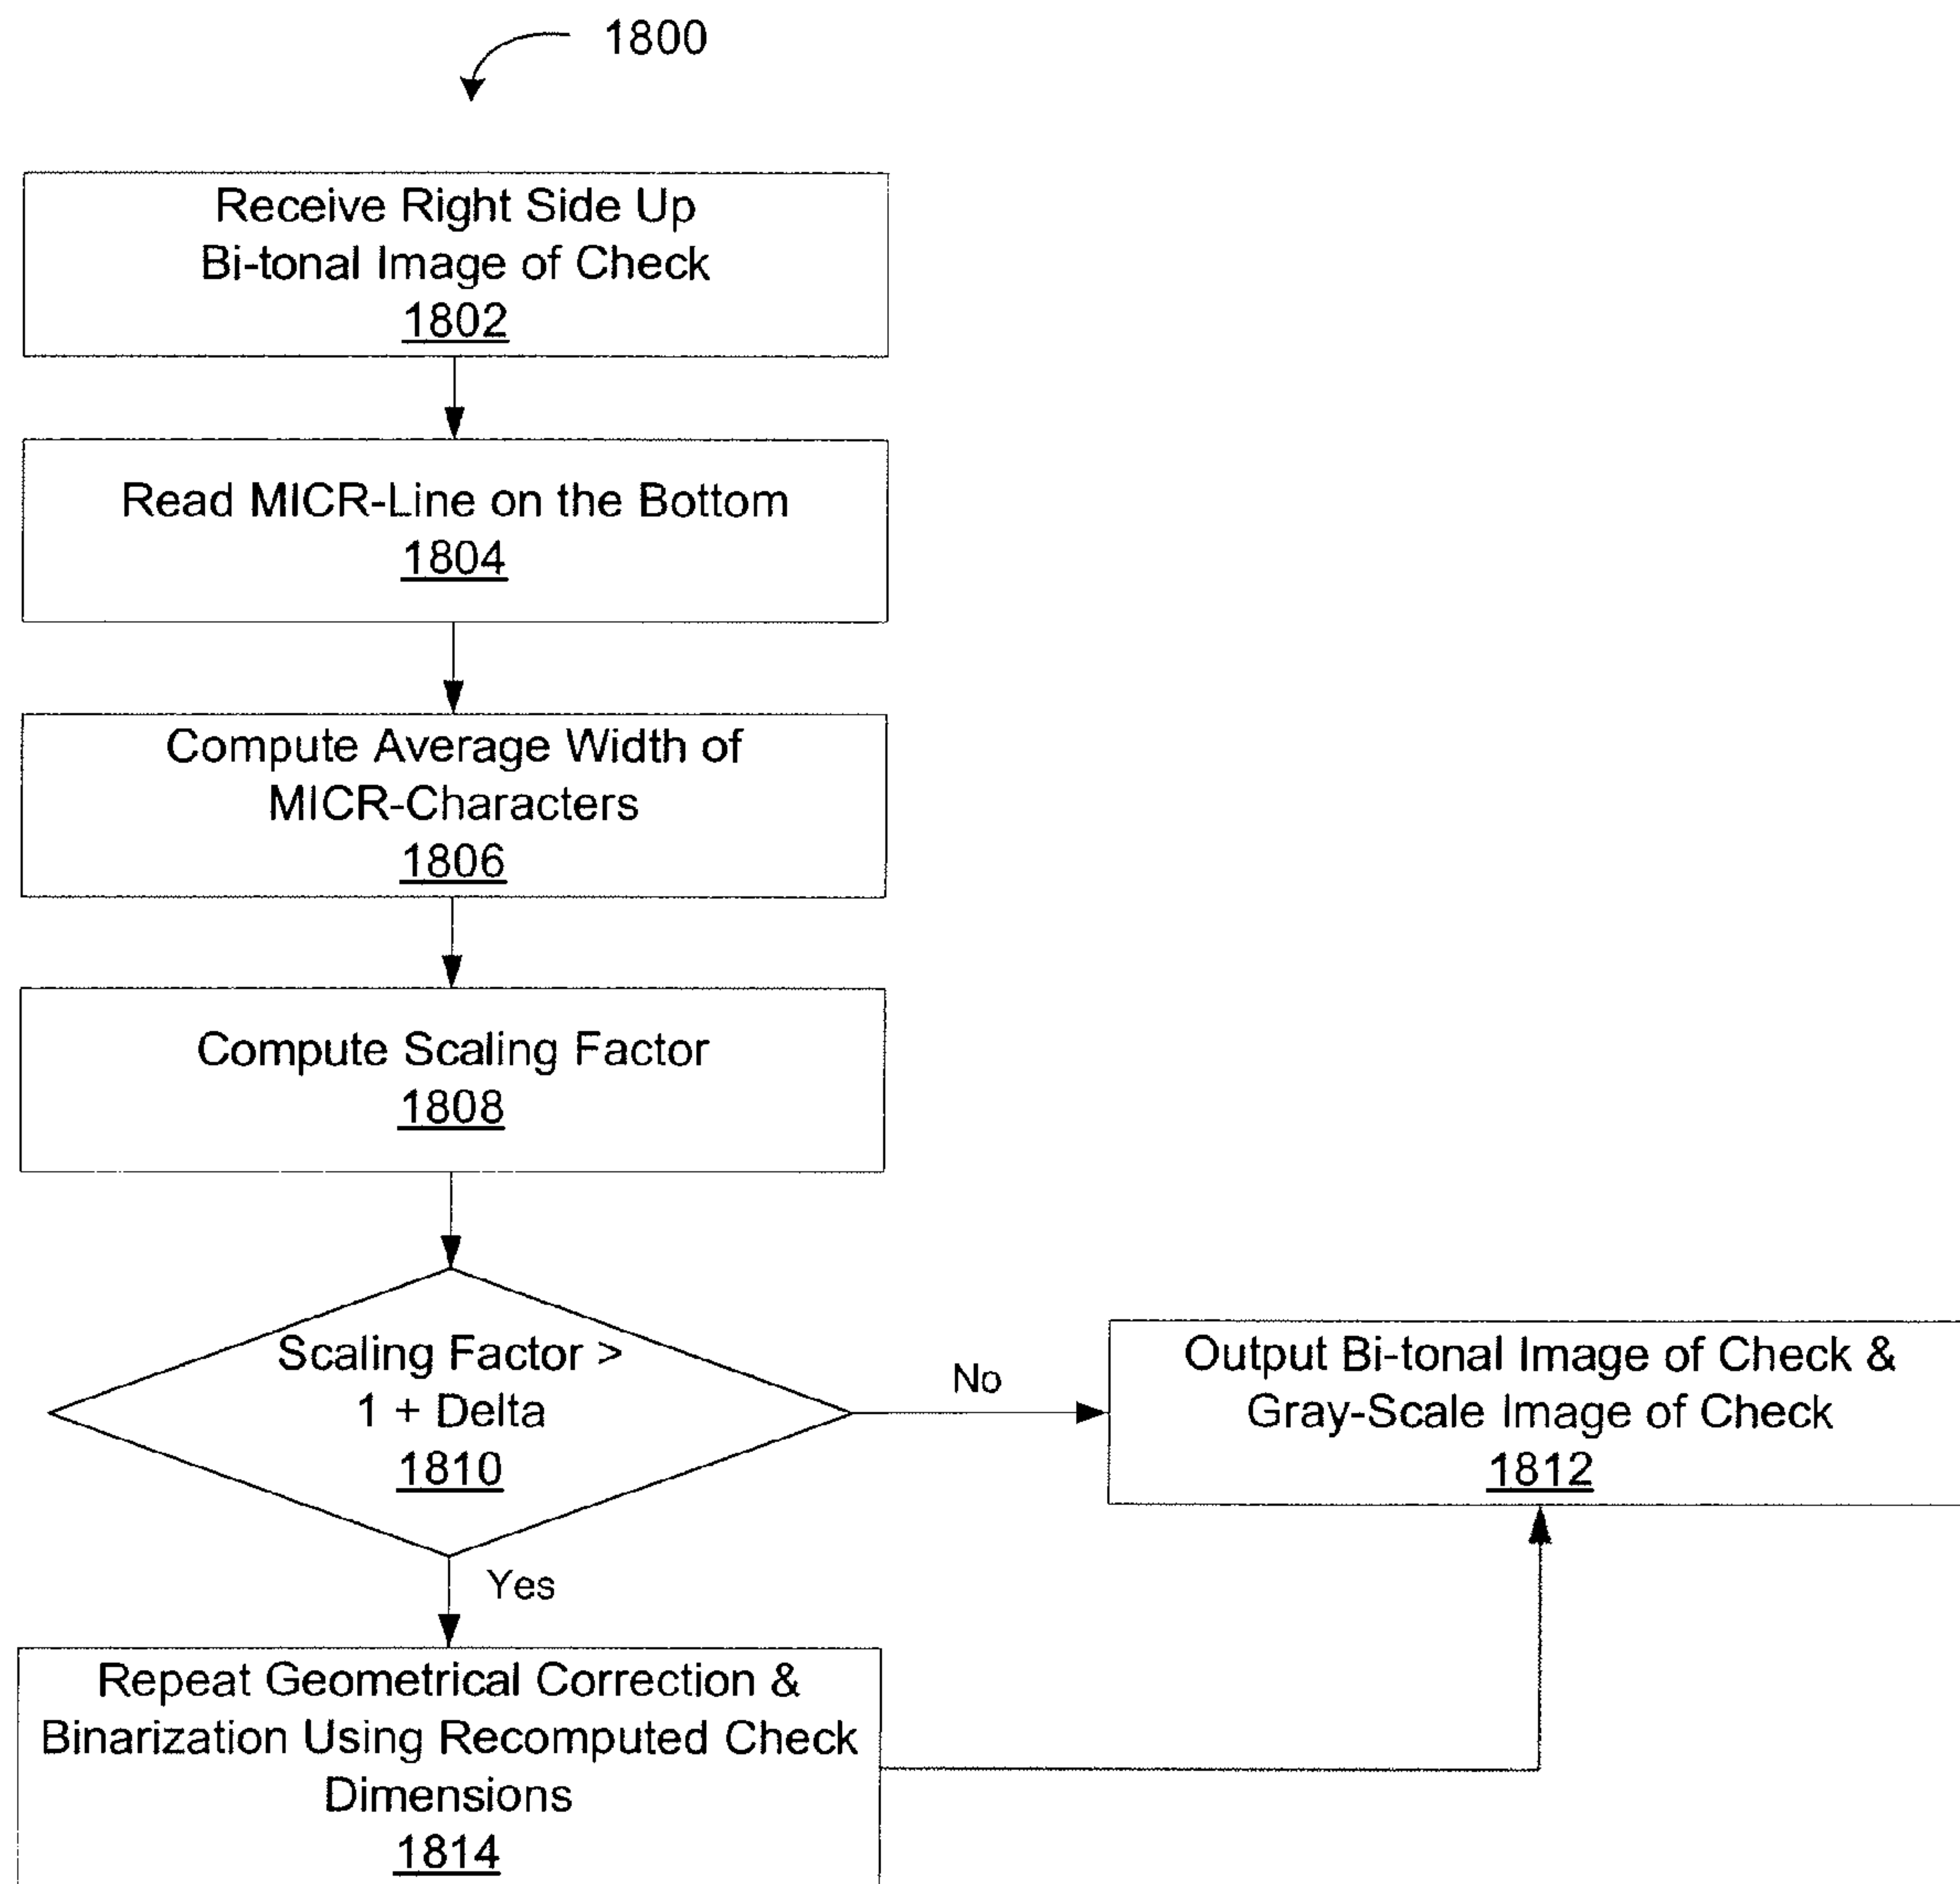 1800
Receive Right Side Up
Bi-tonal Image of Check
1802
Read MICR-Line on the Bottom
1804
Compute Average Width of
MICR-Characters
1806
Compute Scaling Factor
1808
Scaling Factor >
1 + Delta
1810
No
Output Bi-tonal Image of Check &
Gray-Scale Image of Check
1812
Yes
Repeat Geometrical Correction &
Binarization Using Recomputed Check
Dimensions
1814